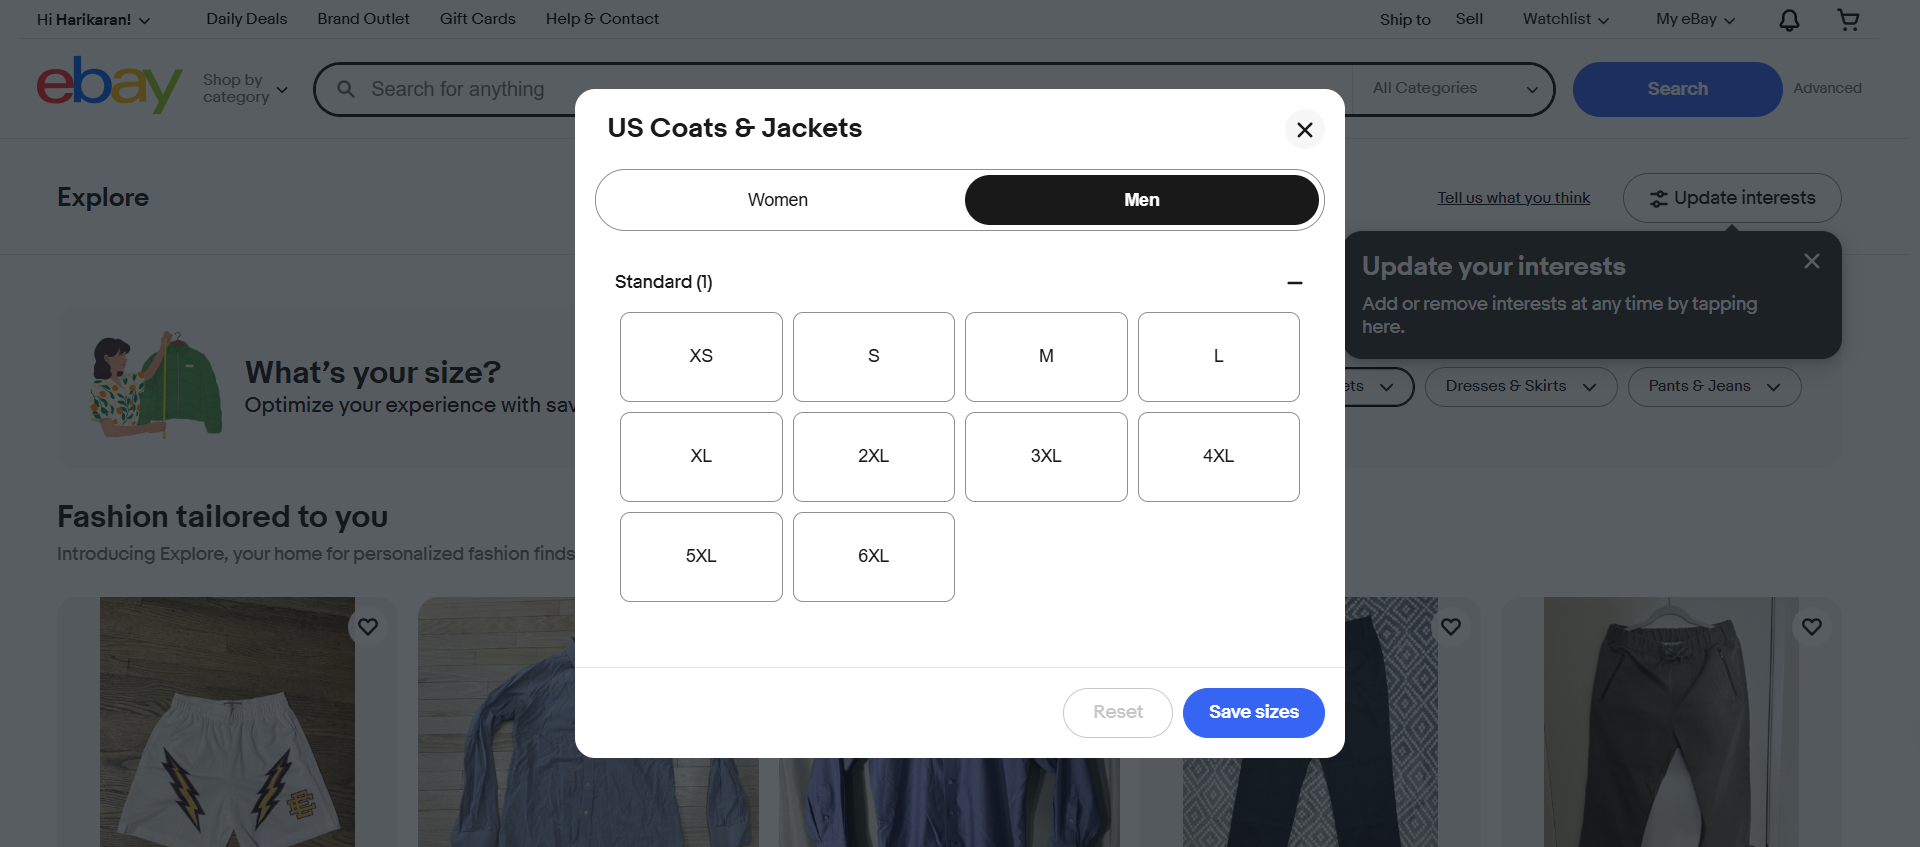 Hi Harikaran!
Daily Deals
Brand Outlet
Gift Cards
Help & Contact
Ship to
Sell
Watchlist
My eBay
ebay
Shop by
category
Search for anything
All Categories
Search
Advanced
Explore
Tell us what you think
Update interests
Update your interests
Add or remove interests at any time by tapping
here.
US Coats & Jackets
Women
Men
Standard (1)
XS
S
M
L
XL
2XL
3XL
4XL
5XL
6XL
Reset
Save sizes
What's your size?
Optimize your experience with sav
ets
Dresses & Skirts
Pants & Jeans
Fashion tailored to you
Introducing Explore, your home for personalized fashion finds